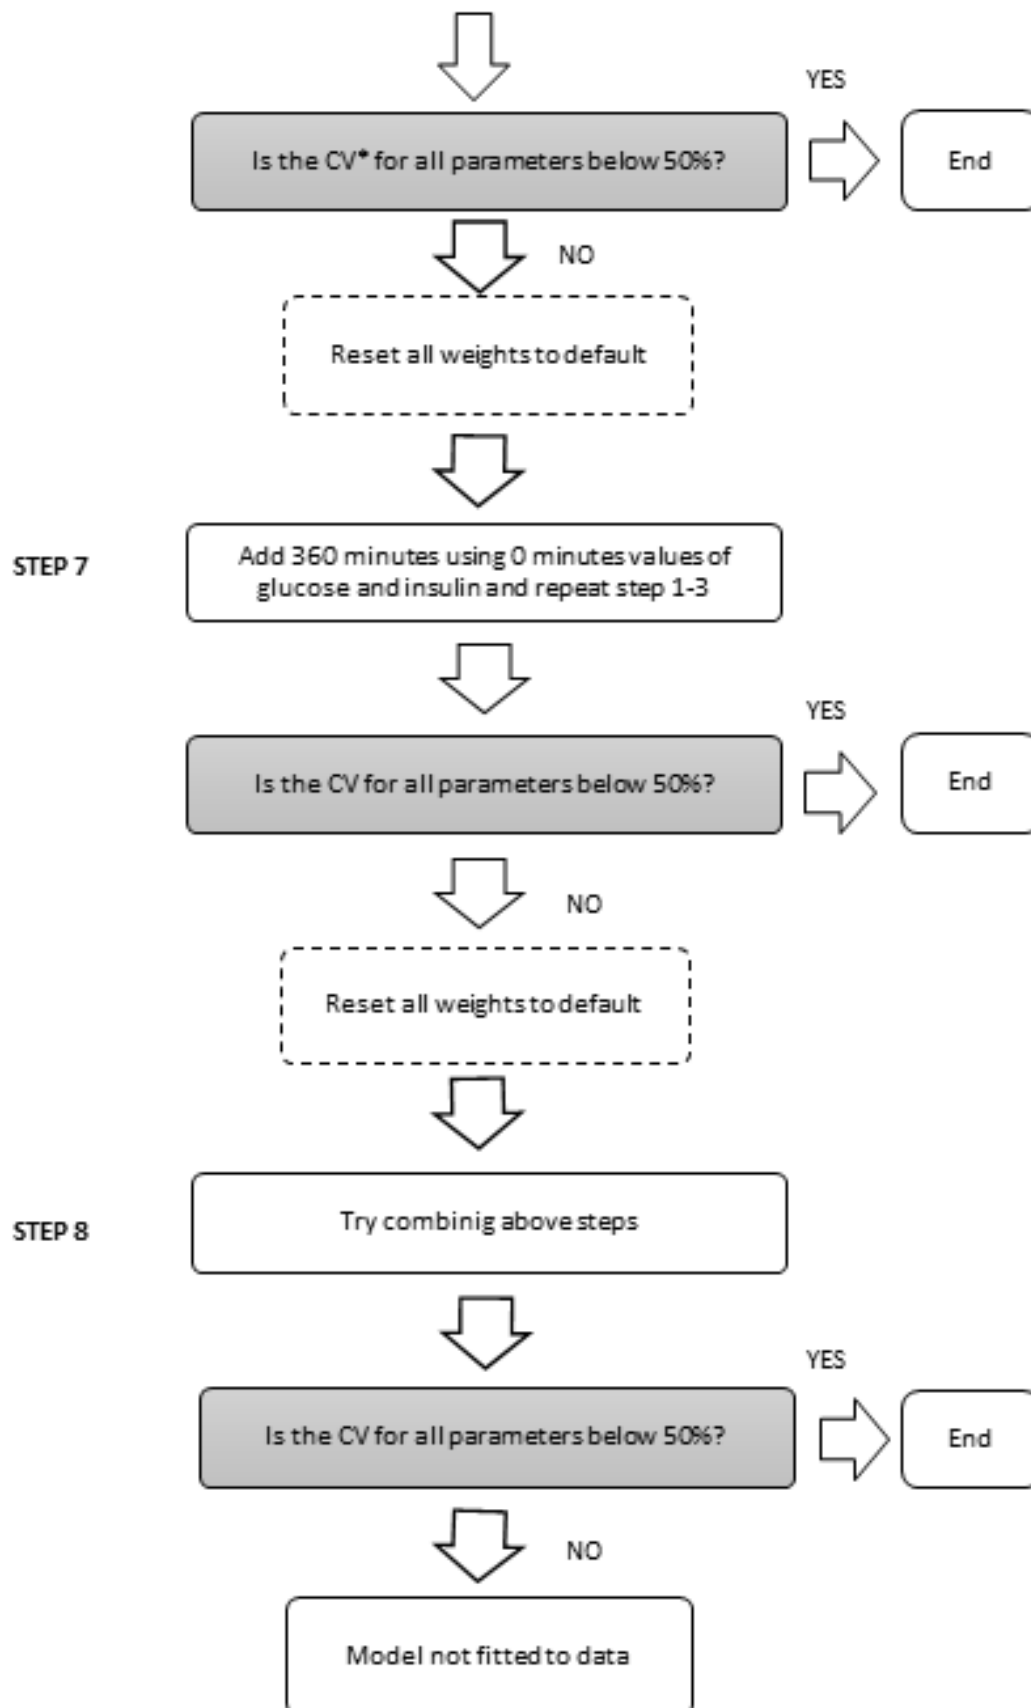 YES
Is the CV* for all parameters below 50%?
End
NO
Reset all weights to default
STEP 7
Add 360 minutes using 0 minutes values of
glucose and insulin and repeat step 1-3
YES
Is the CV for all parameters below 50%?
End
NO
Reset all weights to default
STEP 8
Try combinig above steps
YES
Is the CV for all parameters below 50%?
End
NO
Model not fitted to data